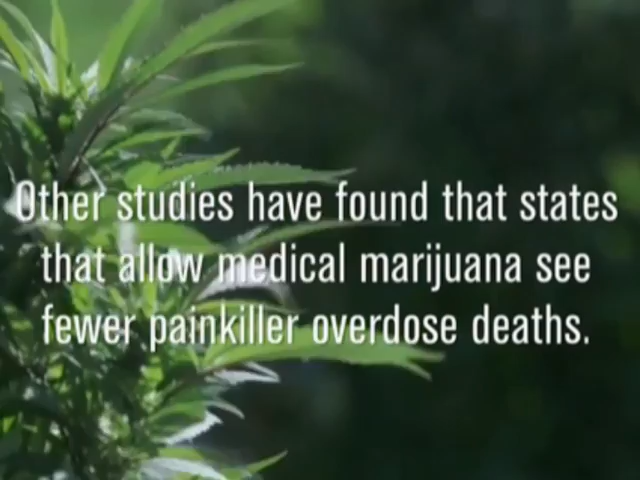 Other studies have found that states
that allow medical marijuana see
fewer painkiller overdose deaths.